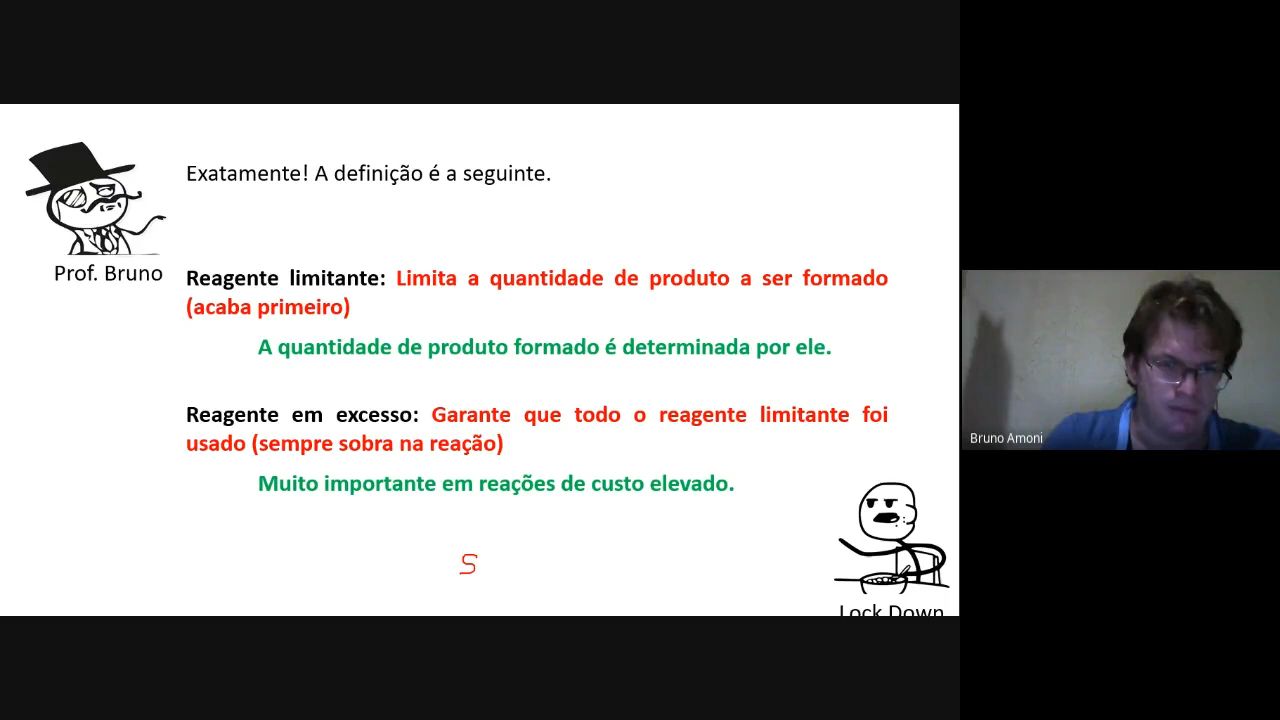 Exatamente! A definição é a seguinte.
Prof. Bruno
Reagente limitante: Limita a quantidade de produto a ser formado
(acaba primeiro)
A quantidade de produto formado é determinada por ele.
Reagente em excesso: Garante que todo o reagente limitante foi
usado (sempre sobra na reação)
Muito importante em reações de custo elevado.
S
Lock Down
Bruno Amoni